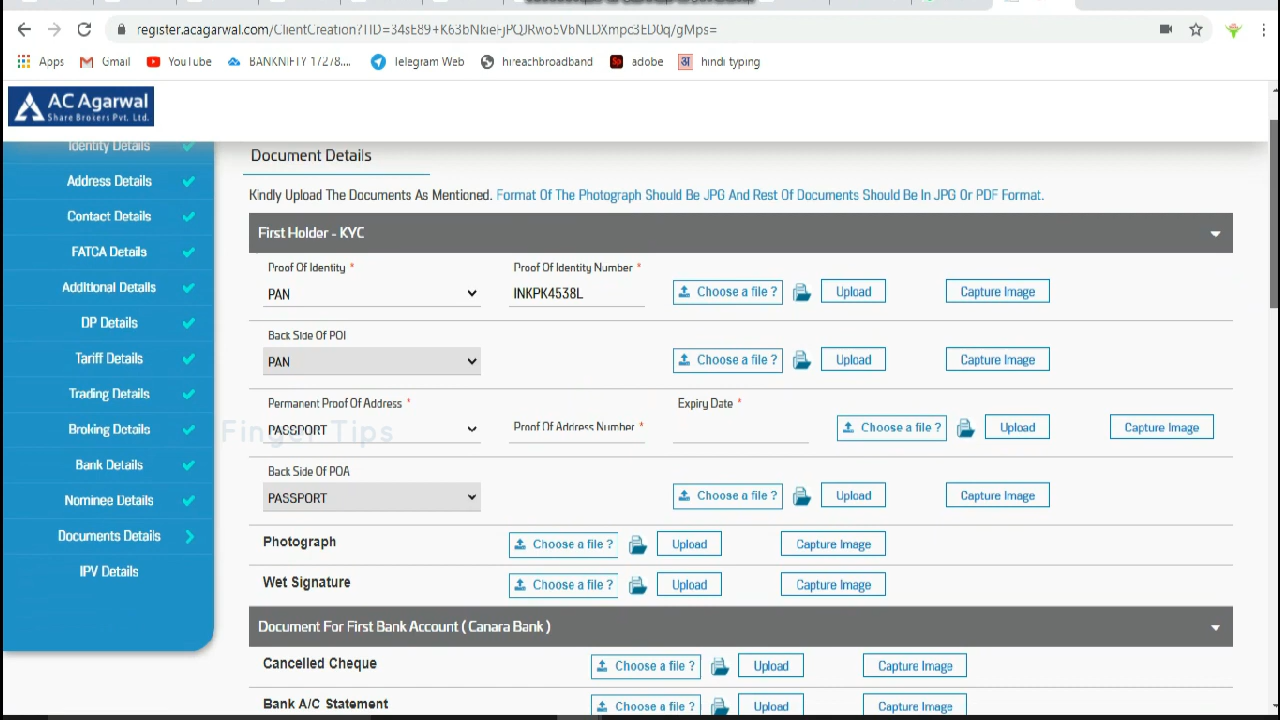 register.acagarwal.com/ClientCreation?TID=34sE89+K63bNkieFjPQJRwo5VbNLDXmpc3ED0q/gMps=
Apps Gmail YouTube BANKNIFTY 17278.... Telegram Web hireachbroadband adobe अ hindi typing
AC Agarwal
Share Brokers Pvt. Ltd.
Identity Details
Address Details
Contact Details
FATCA Details
Additional Details
DP Details
Tariff Details
Trading Details
Broking Details
Bank Details
Nominee Details
Documents Details
IPV Details
Document Details
Kindly Upload The Documents As Mentioned. Format Of The Photograph Should Be JPG And Rest Of Documents Should Be In JPG Or PDF Format.
First Holder - KYC
Proof Of Identity * Proof Of Identity Number *
PAN INKPK4538L Choose a file ? Upload Capture Image
Back Side Of POI
PAN Choose a file ? Upload Capture Image
Permanent Proof Of Address * Expiry Date *
PASSPORT Proof Of Address Number * Choose a file ? Upload Capture Image
Finger Tips
Back Side Of POA
PASSPORT Choose a file ? Upload Capture Image
Photograph Choose a file ? Upload Capture Image
Wet Signature Choose a file ? Upload Capture Image
Document For First Bank Account ( Canara Bank )
Cancelled Cheque Choose a file ? Upload Capture Image
Bank A/C Statement Choose a file ? Upload Capture Image